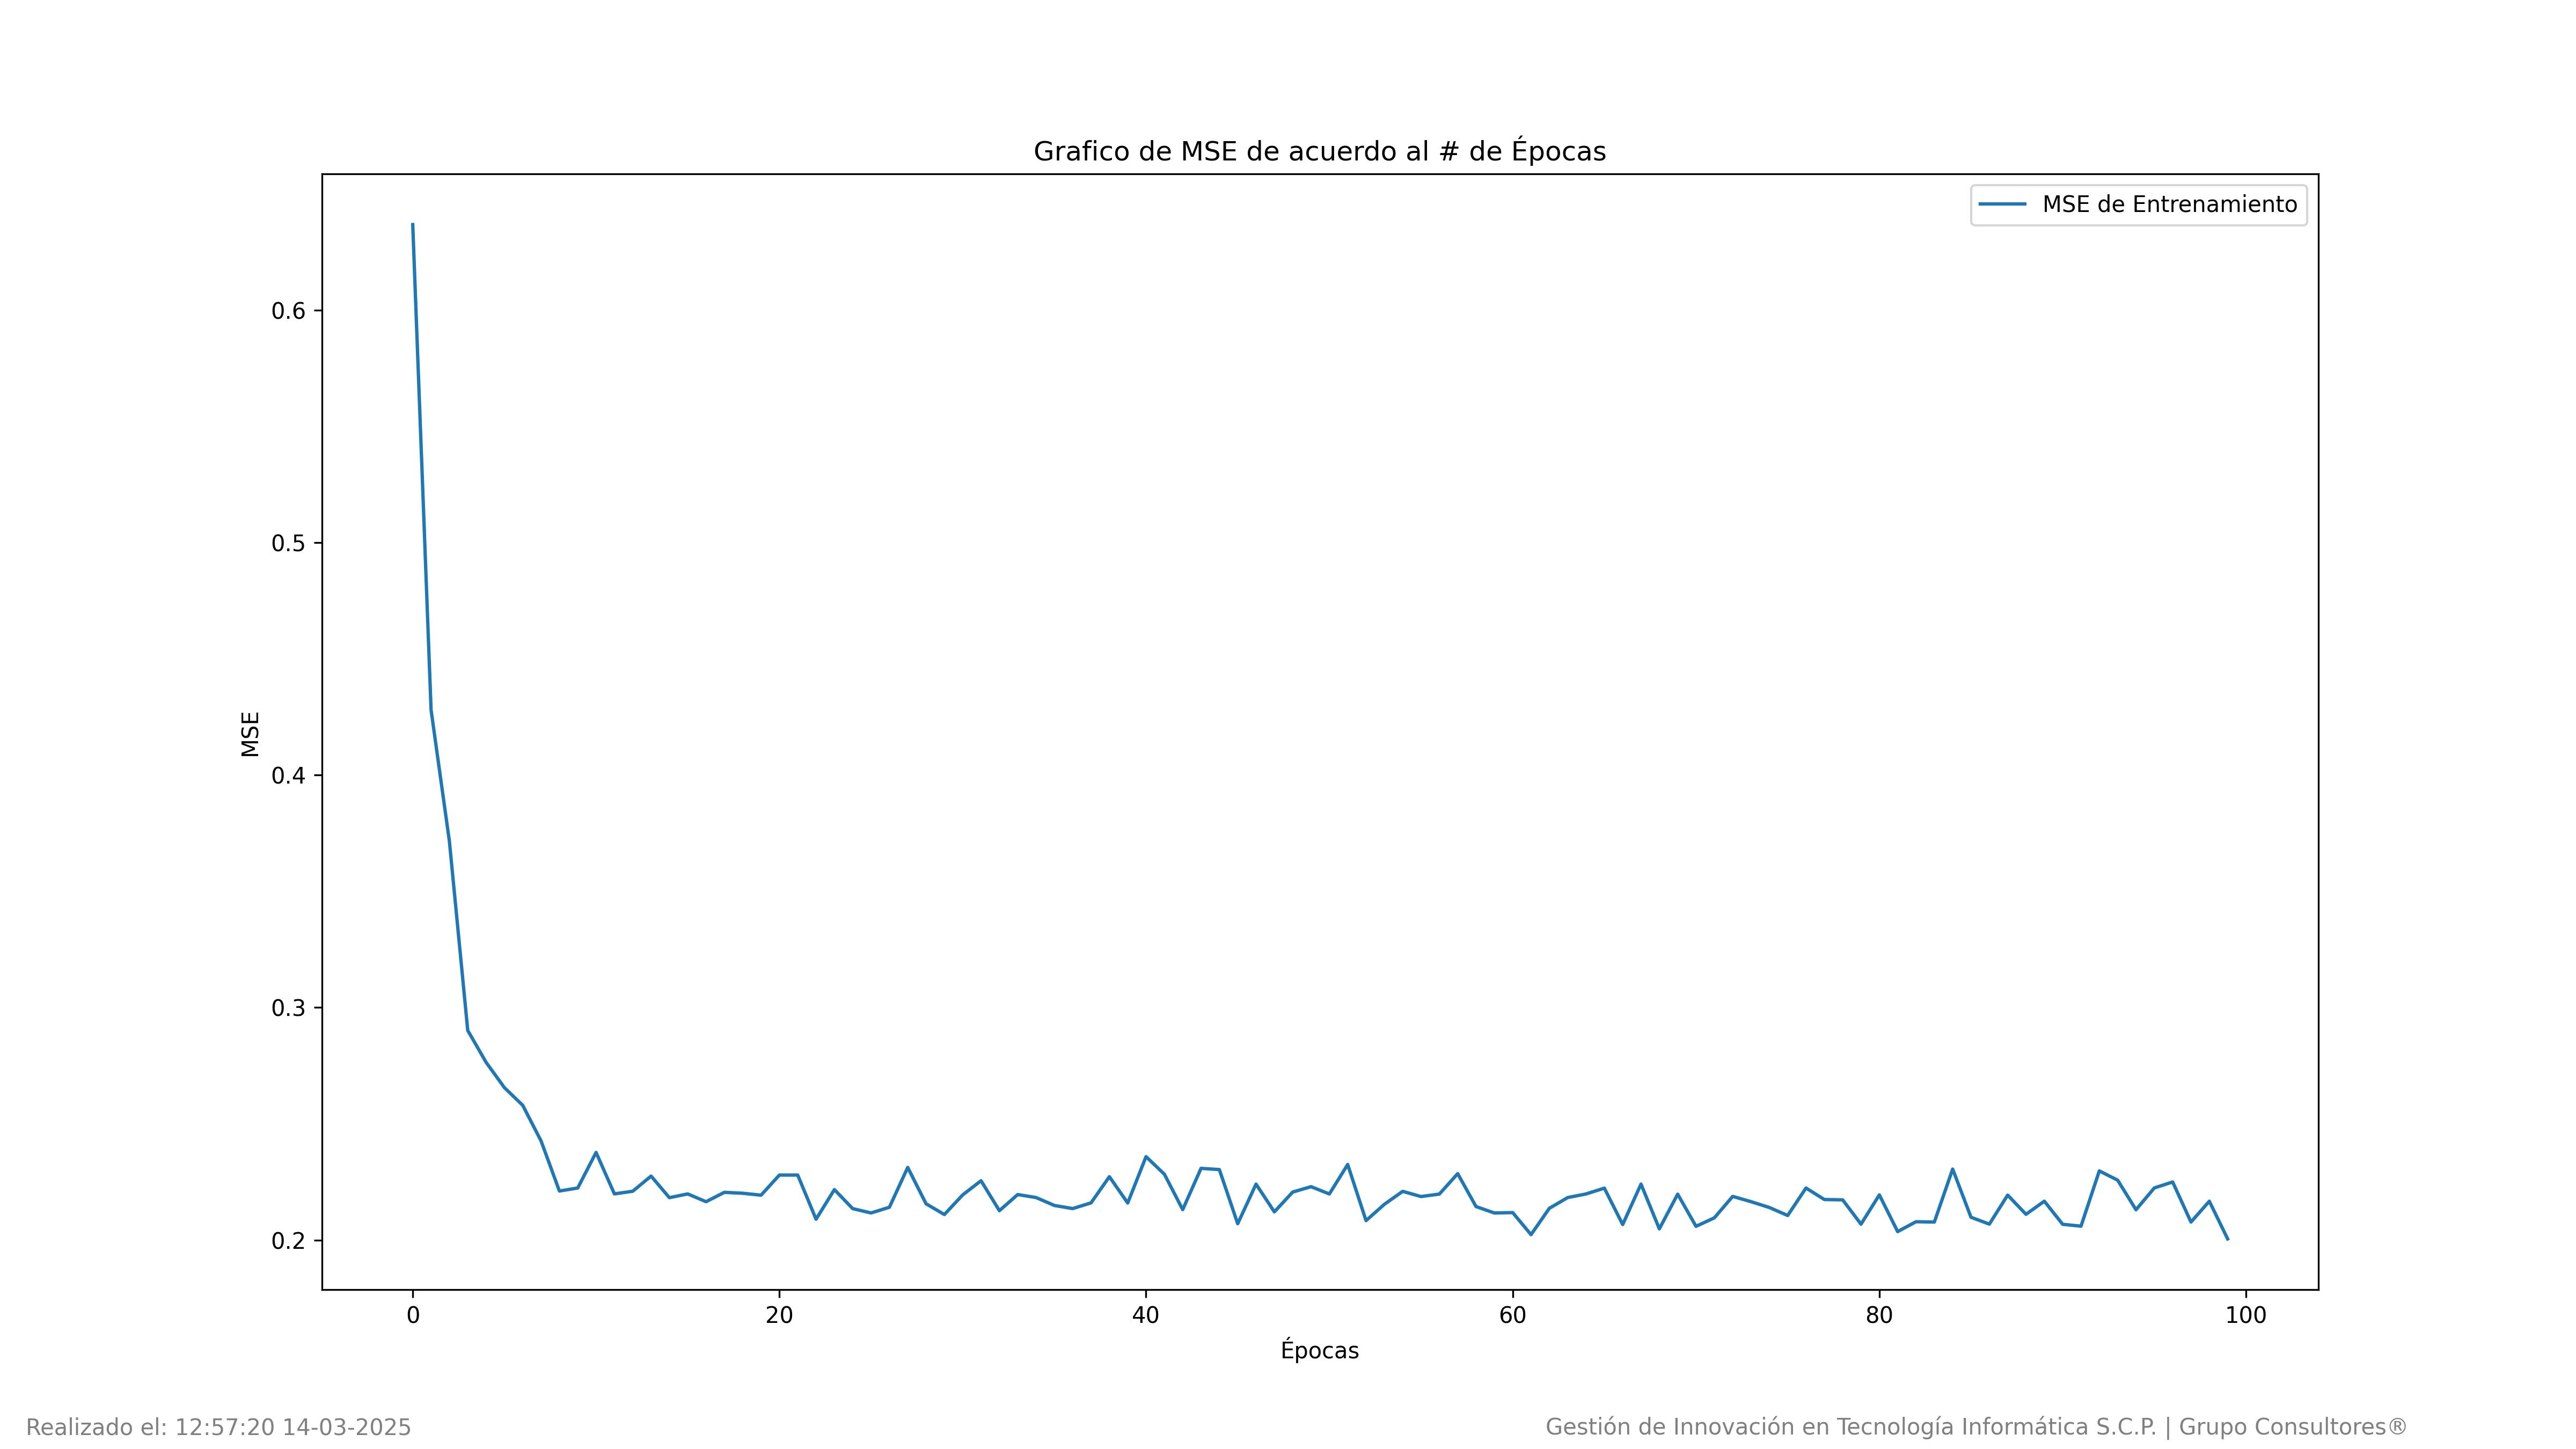 Grafico de MSE de acuerdo al # de Épocas
MSE de Entrenamiento
0.6
0.5
0.4
0.3
0.2
MSE
0 20 40 60 80 100
Épocas
Realizado el: 12:57:20 14-03-2025
Gestión de Innovación en Tecnología Informática S.C.P. | Grupo Consultores®